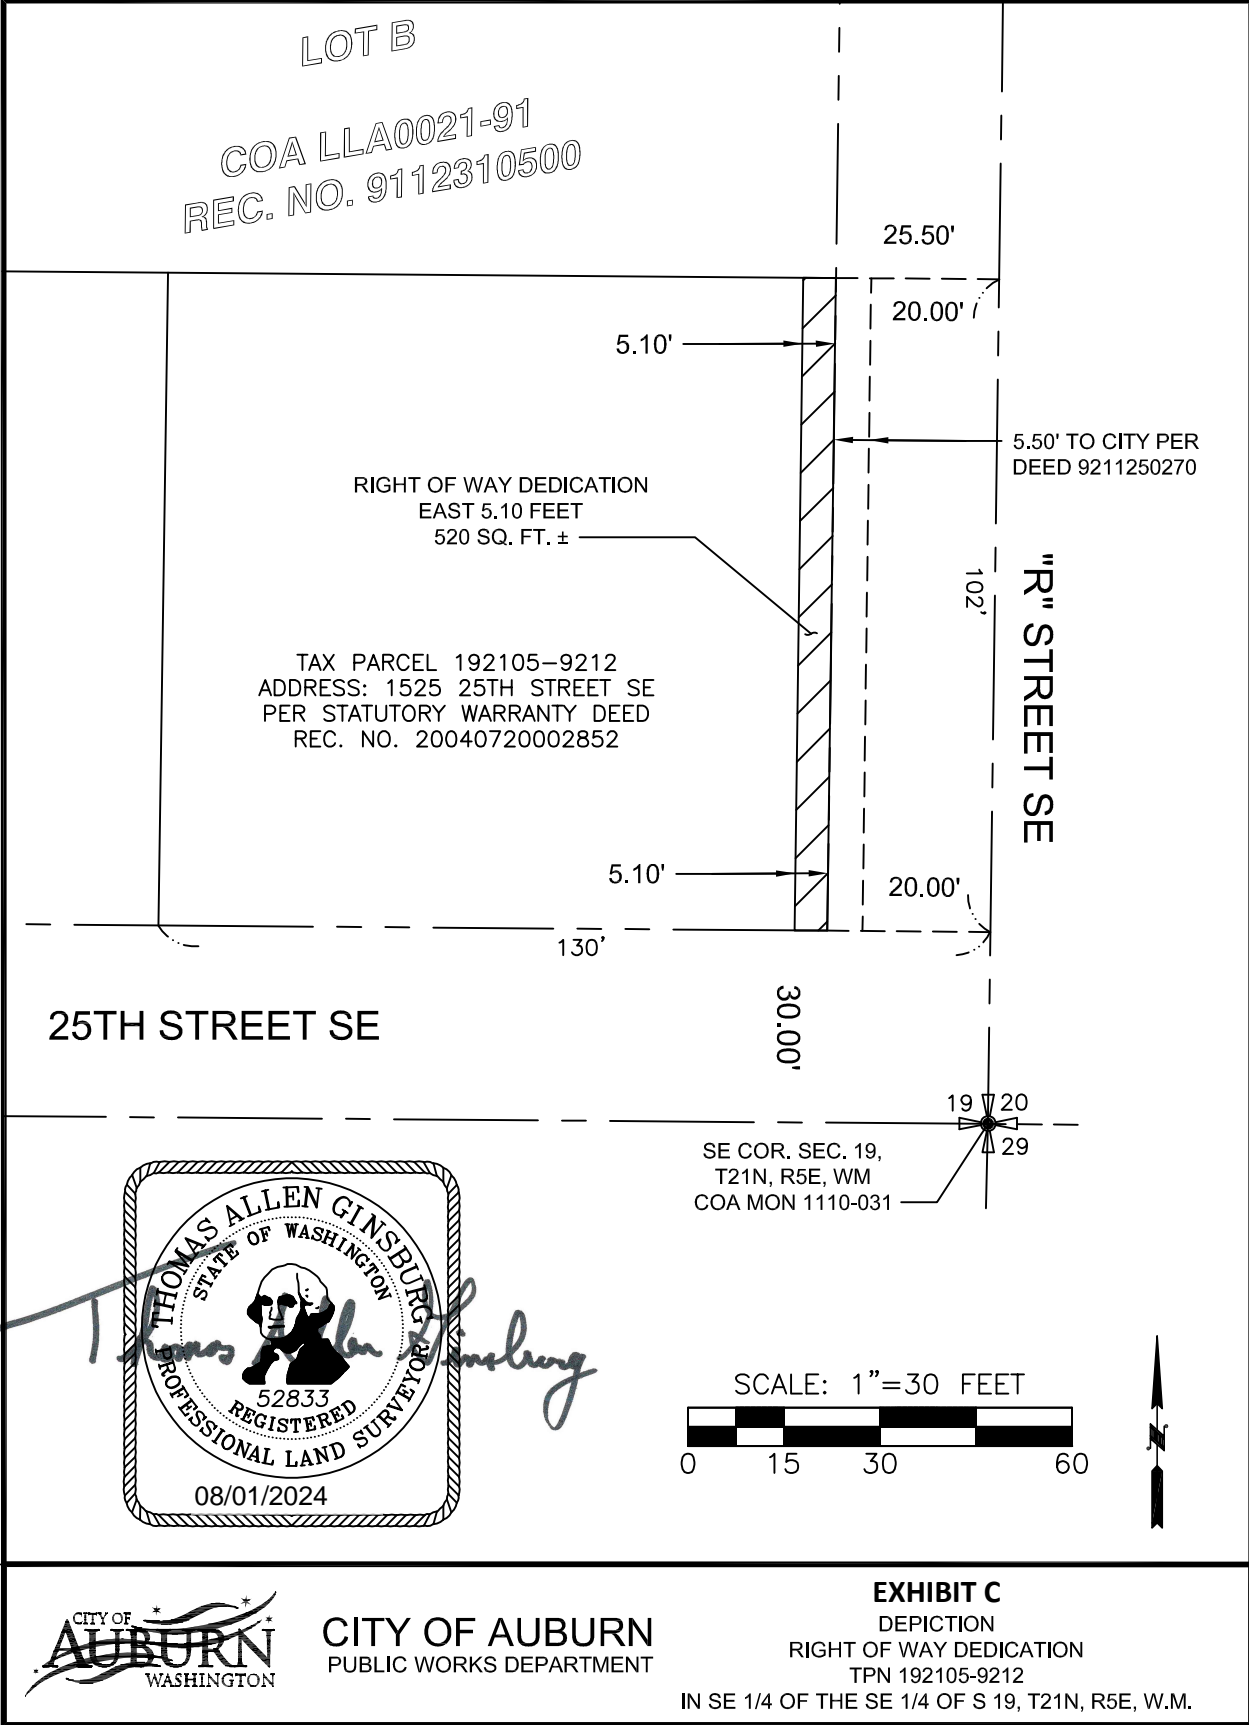 LOT B
COA LLA0021-91
REC. NO. 9112310500
25.50'
20.00'
5.10'
5.50' TO CITY PER
DEED 9211250270
RIGHT OF WAY DEDICATION
EAST 5.10 FEET
520 SQ. FT. ±
102'
"R" STREET SE
TAX PARCEL 192105-9212
ADDRESS: 1525 25TH STREET SE
PER STATUTORY WARRANTY DEED
REC. NO. 20040720002852
5.10'
20.00'
130'
30.00'
25TH STREET SE
19 20
29
SE COR. SEC. 19,
T21N, R5E, WM
COA MON 1110-031
THOMAS ALLEN GINSBURG
STATE OF WASHINGTON
Thomas Allen Ginsburg
52833
REGISTERED
PROFESSIONAL LAND SURVEYOR
08/01/2024
SCALE: 1"=30 FEET
0 15 30 60
N
CITY OF
AUBURN
WASHINGTON
CITY OF AUBURN
PUBLIC WORKS DEPARTMENT
EXHIBIT C
DEPICTION
RIGHT OF WAY DEDICATION
TPN 192105-9212
IN SE 1/4 OF THE SE 1/4 OF S 19, T21N, R5E, W.M.